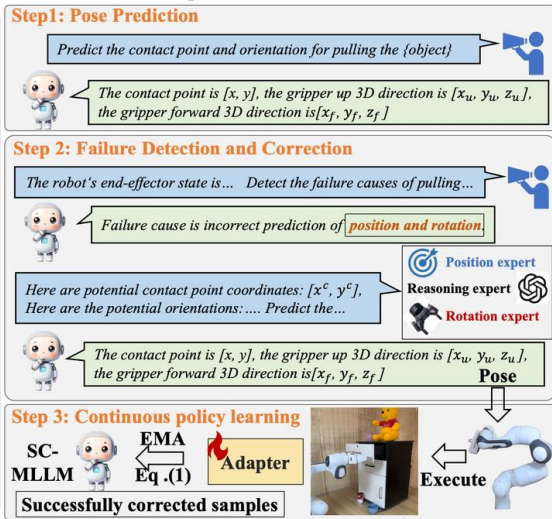 Step1: Pose Prediction
Predict the contact point and orientation for pulling the {object}
The contact point is [x, y], the gripper up 3D direction is [xᵤ, yᵤ, zᵤ],
the gripper forward 3D direction is[x_f, y_f, z_f ]
Step 2: Failure Detection and Correction
The robot's end-effector state is… Detect the failure causes of pulling…
Failure cause is incorrect prediction of position and rotation.
Position expert
Reasoning expert
Rotation expert
Here are potential contact point coordinates: [xᶜ, yᶜ],
Here are the potential orientations: …. Predict the…
The contact point is [x, y], the gripper up 3D direction is [xᵤ, yᵤ, zᵤ],
the gripper forward 3D direction is[x_f, y_f, z_f ]
Pose
Step 3: Continuous policy learning
SC-
MLLM
EMA
Eq .(1)
Adapter
Execute
Successfully corrected samples